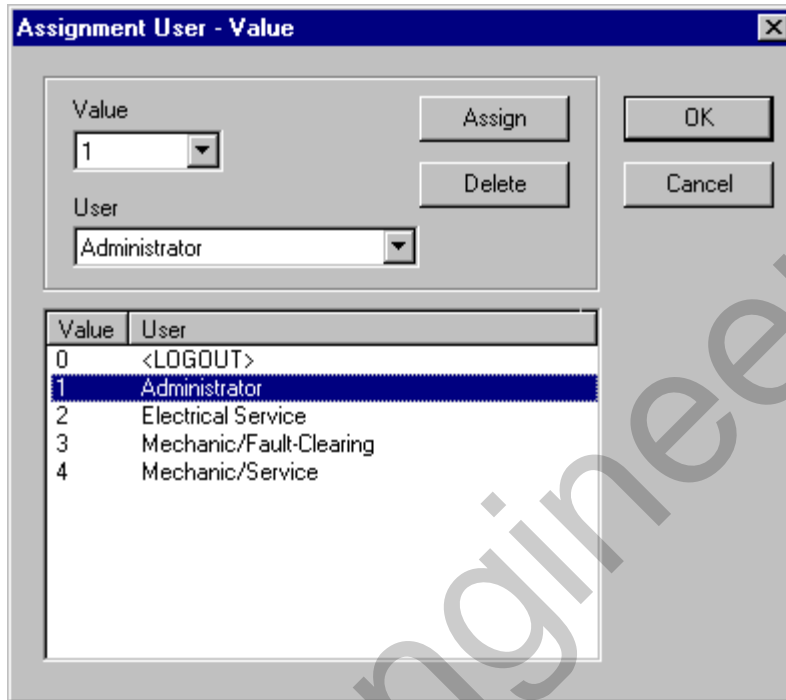 Assignment User - Value
Value
Assign
OK
1
Delete
Cancel
User
Administrator
Value User
0 <LOGOUT>
1 Administrator
2 Electrical Service
3 Mechanic/Fault-Clearing
4 Mechanic/Service